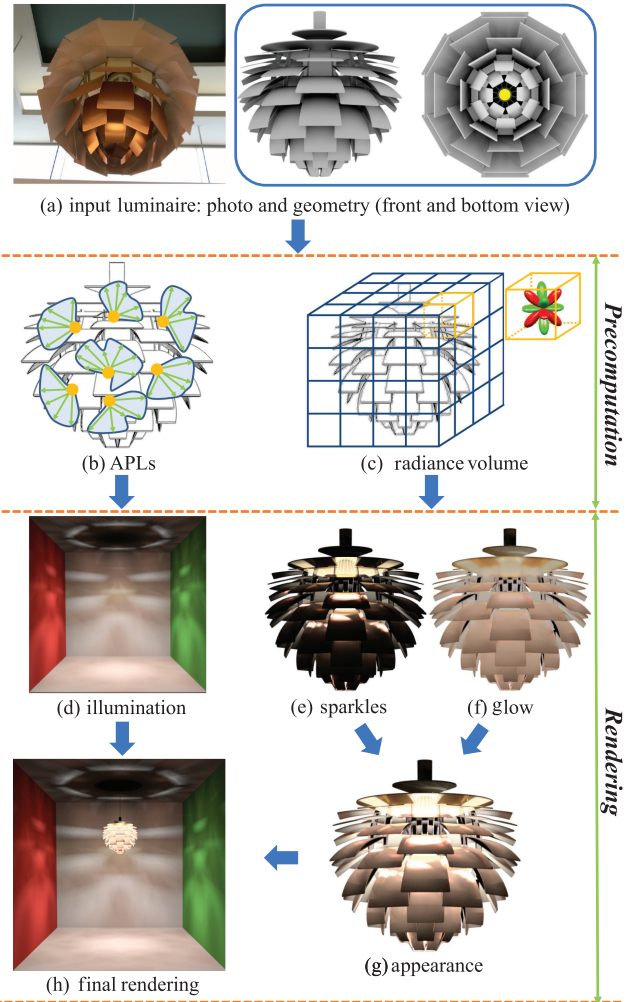 (a) input luminaire: photo and geometry (front and bottom view)
Precomputation
(b) APLs
(c) radiance volume
(d) illumination
(e) sparkles
(f) glow
Rendering
(g) appearance
(h) final rendering